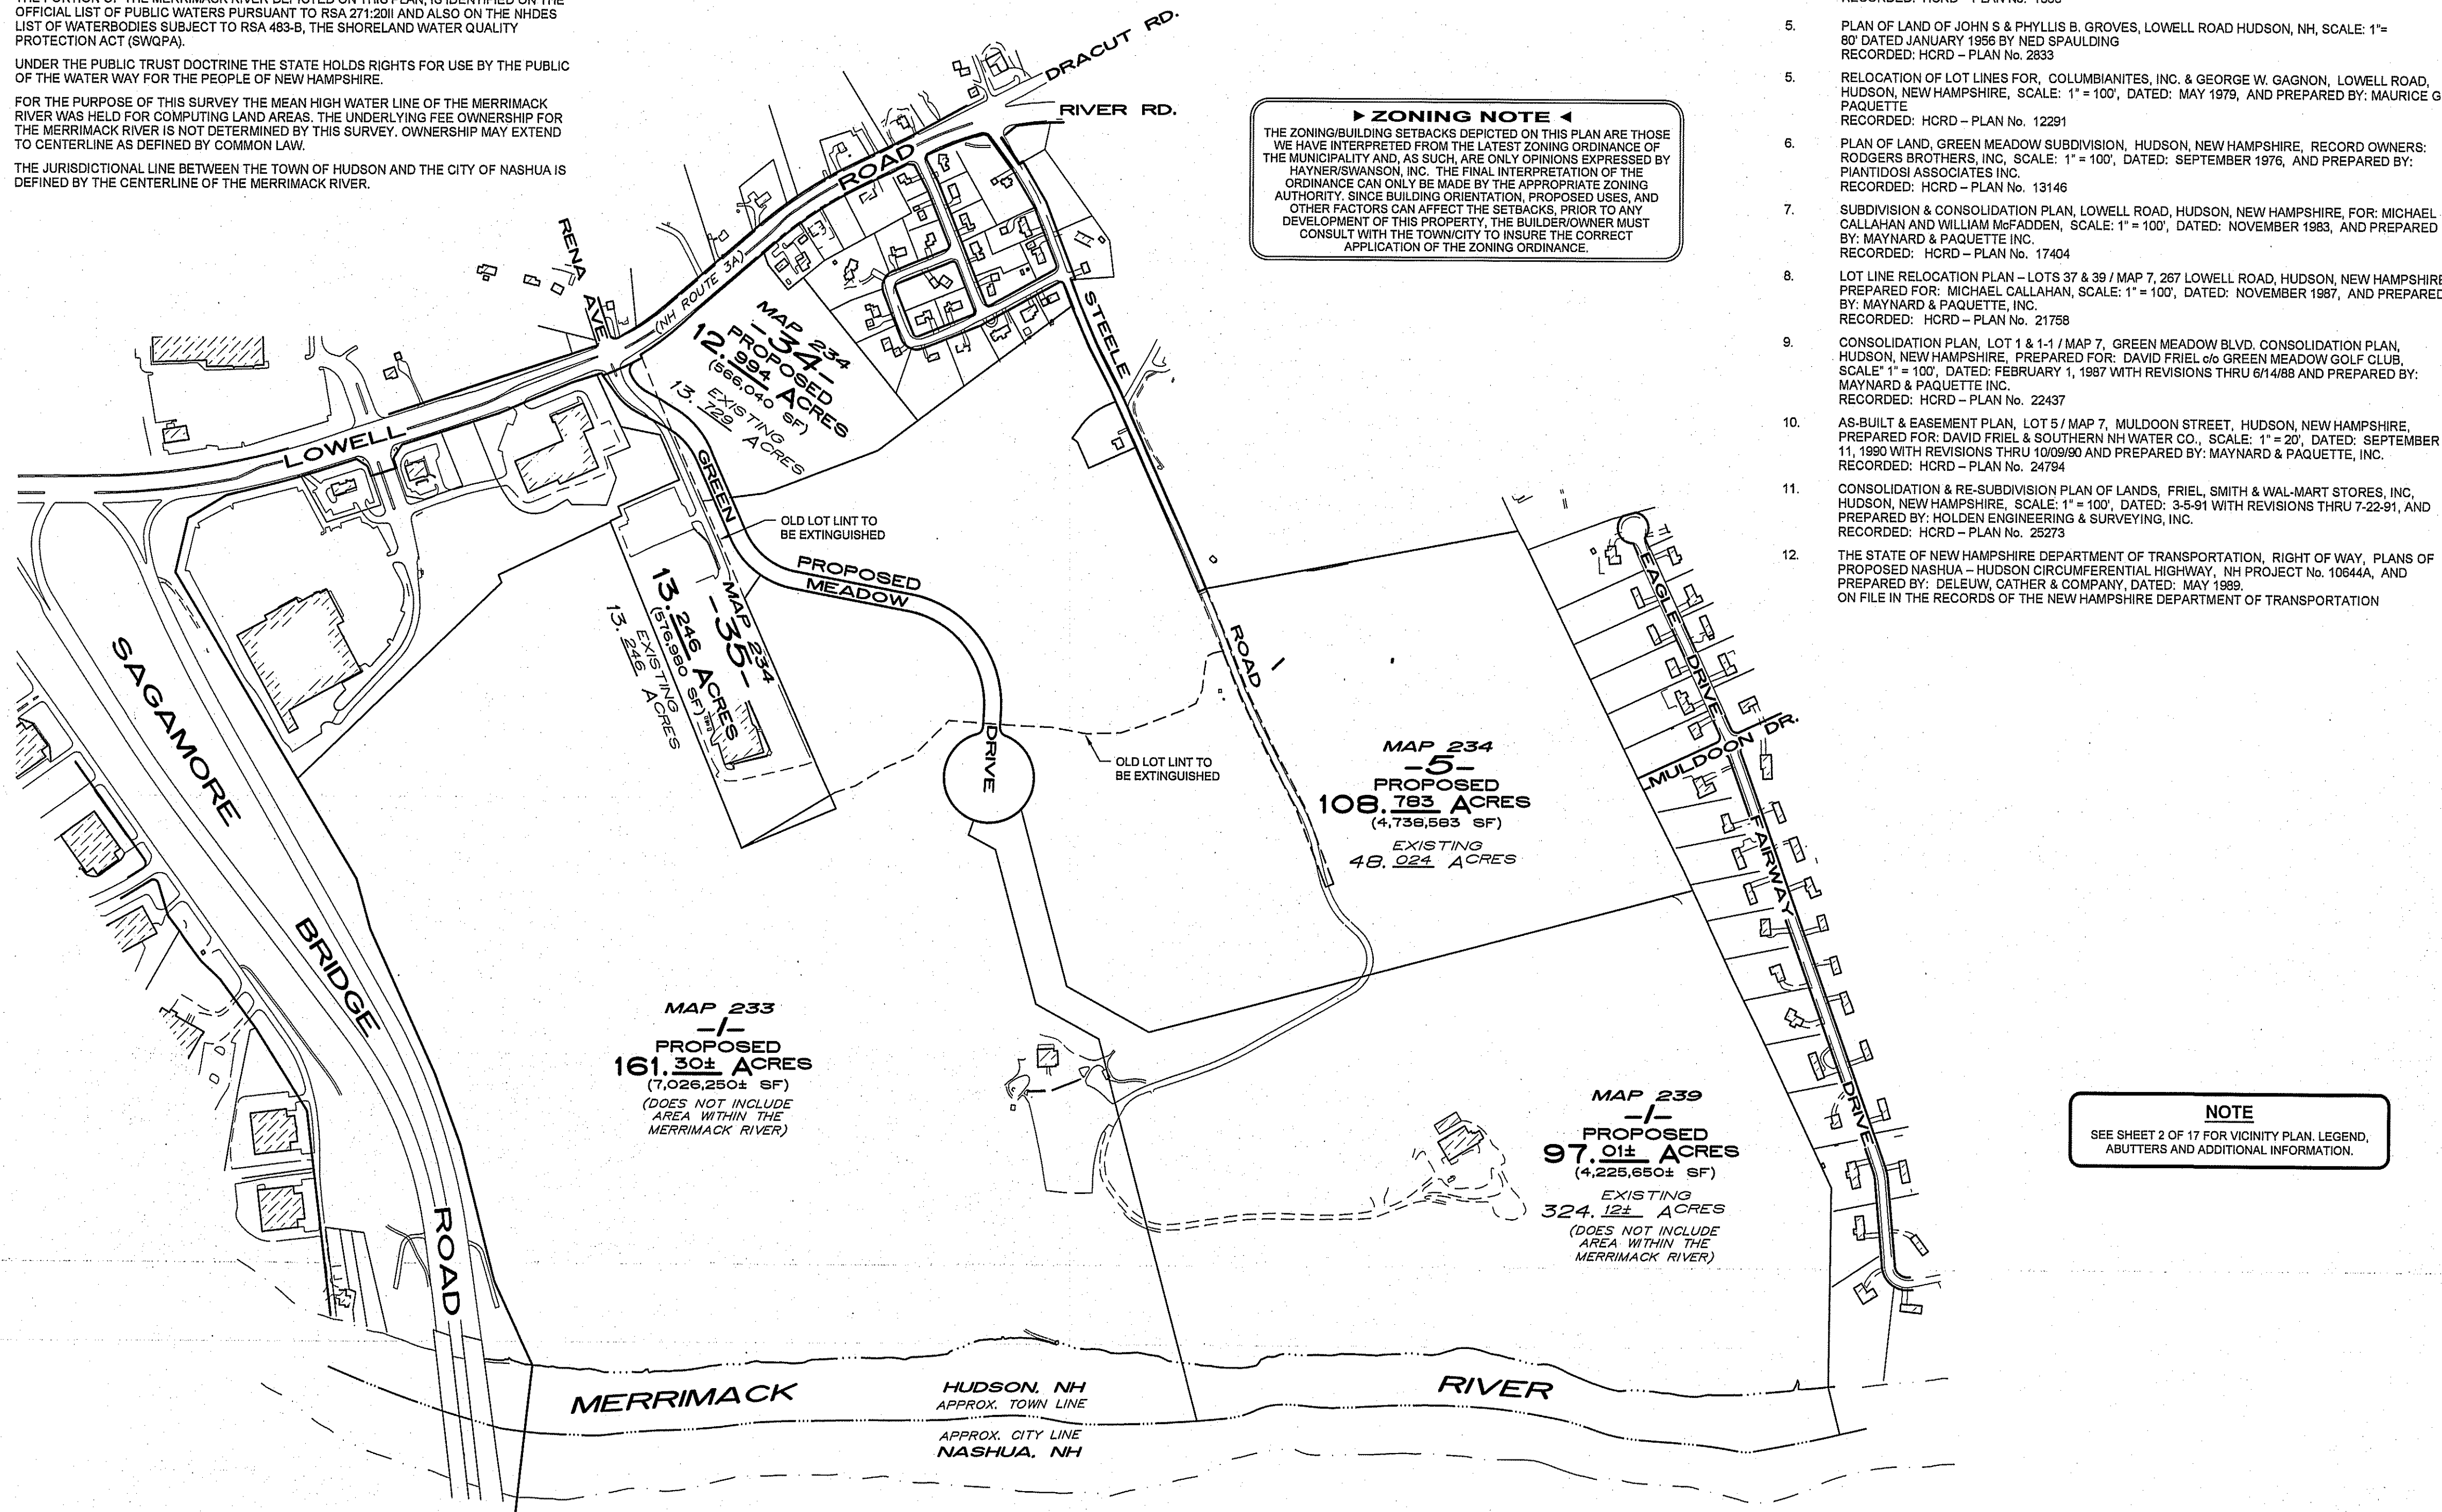 OFFICIAL LIST OF PUBLIC WATERS PURSUANT TO RSA 271:20II AND ALSO ON THE NHDES
LIST OF WATERBODIES SUBJECT TO RSA 483-B, THE SHORELAND WATER QUALITY
PROTECTION ACT (SWQPA).
UNDER THE PUBLIC TRUST DOCTRINE THE STATE HOLDS RIGHTS FOR USE BY THE PUBLIC
OF THE WATER WAY FOR THE PEOPLE OF NEW HAMPSHIRE.
FOR THE PURPOSE OF THIS SURVEY THE MEAN HIGH WATER LINE OF THE MERRIMACK
RIVER WAS HELD FOR COMPUTING LAND AREAS. THE UNDERLYING FEE OWNERSHIP FOR
THE MERRIMACK RIVER IS NOT DETERMINED BY THIS SURVEY. OWNERSHIP MAY EXTEND
TO CENTERLINE AS DEFINED BY COMMON LAW.
THE JURISDICTIONAL LINE BETWEEN THE TOWN OF HUDSON AND THE CITY OF NASHUA IS
DEFINED BY THE CENTERLINE OF THE MERRIMACK RIVER.
DRACUT RD.
RIVER RD.
ROAD
(NH ROUTE 3A)
RENA
AVE
LOWELL
STEELE
ROAD
▶ ZONING NOTE ◀
THE ZONING/BUILDING SETBACKS DEPICTED ON THIS PLAN ARE THOSE
WE HAVE INTERPRETED FROM THE LATEST ZONING ORDINANCE OF
THE MUNICIPALITY AND, AS SUCH, ARE ONLY OPINIONS EXPRESSED BY
HAYNER/SWANSON, INC. THE FINAL INTERPRETATION OF THE
ORDINANCE CAN ONLY BE MADE BY THE APPROPRIATE ZONING
AUTHORITY. SINCE BUILDING ORIENTATION, PROPOSED USES, AND
OTHER FACTORS CAN AFFECT THE SETBACKS, PRIOR TO ANY
DEVELOPMENT OF THIS PROPERTY, THE BUILDER/OWNER MUST
CONSULT WITH THE TOWN/CITY TO INSURE THE CORRECT
APPLICATION OF THE ZONING ORDINANCE.
5. PLAN OF LAND OF JOHN S & PHYLLIS B. GROVES, LOWELL ROAD HUDSON, NH, SCALE: 1"=
80' DATED JANUARY 1956 BY NED SPAULDING
RECORDED: HCRD – PLAN No. 2833
5. RELOCATION OF LOT LINES FOR, COLUMBIANITES, INC. & GEORGE W. GAGNON, LOWELL ROAD,
HUDSON, NEW HAMPSHIRE, SCALE: 1" = 100', DATED: MAY 1979, AND PREPARED BY: MAURICE G
PAQUETTE
RECORDED: HCRD – PLAN No. 12291
6. PLAN OF LAND, GREEN MEADOW SUBDIVISION, HUDSON, NEW HAMPSHIRE, RECORD OWNERS:
RODGERS BROTHERS, INC, SCALE: 1" = 100', DATED: SEPTEMBER 1976, AND PREPARED BY:
PIANTIDOSI ASSOCIATES INC.
RECORDED: HCRD – PLAN No. 13146
7. SUBDIVISION & CONSOLIDATION PLAN, LOWELL ROAD, HUDSON, NEW HAMPSHIRE, FOR: MICHAEL
CALLAHAN AND WILLIAM McFADDEN, SCALE: 1" = 100', DATED: NOVEMBER 1983, AND PREPARED
BY: MAYNARD & PAQUETTE INC.
RECORDED: HCRD – PLAN No. 17404
8. LOT LINE RELOCATION PLAN – LOTS 37 & 39 / MAP 7, 267 LOWELL ROAD, HUDSON, NEW HAMPSHIRE
PREPARED FOR: MICHAEL CALLAHAN, SCALE: 1" = 100', DATED: NOVEMBER 1987, AND PREPARED
BY: MAYNARD & PAQUETTE, INC.
RECORDED: HCRD – PLAN No. 21758
9. CONSOLIDATION PLAN, LOT 1 & 1-1 / MAP 7, GREEN MEADOW BLVD. CONSOLIDATION PLAN,
HUDSON, NEW HAMPSHIRE, PREPARED FOR: DAVID FRIEL c/o GREEN MEADOW GOLF CLUB,
SCALE" 1" = 100', DATED: FEBRUARY 1, 1987 WITH REVISIONS THRU 6/14/88 AND PREPARED BY:
MAYNARD & PAQUETTE INC.
RECORDED: HCRD – PLAN No. 22437
10. AS-BUILT & EASEMENT PLAN, LOT 5 / MAP 7, MULDOON STREET, HUDSON, NEW HAMPSHIRE,
PREPARED FOR: DAVID FRIEL & SOUTHERN NH WATER CO., SCALE: 1" = 20', DATED: SEPTEMBER
11, 1990 WITH REVISIONS THRU 10/09/90 AND PREPARED BY: MAYNARD & PAQUETTE, INC.
RECORDED: HCRD – PLAN No. 24794
11. CONSOLIDATION & RE-SUBDIVISION PLAN OF LANDS, FRIEL, SMITH & WAL-MART STORES, INC,
HUDSON, NEW HAMPSHIRE, SCALE: 1" = 100', DATED: 3-5-91 WITH REVISIONS THRU 7-22-91, AND
PREPARED BY: HOLDEN ENGINEERING & SURVEYING, INC.
RECORDED: HCRD – PLAN No. 25273
12. THE STATE OF NEW HAMPSHIRE DEPARTMENT OF TRANSPORTATION, RIGHT OF WAY, PLANS OF
PROPOSED NASHUA – HUDSON CIRCUMFERENTIAL HIGHWAY, NH PROJECT No. 10644A, AND
PREPARED BY: DELEUW, CATHER & COMPANY, DATED: MAY 1989.
ON FILE IN THE RECORDS OF THE NEW HAMPSHIRE DEPARTMENT OF TRANSPORTATION
MAP 234
-34-
PROPOSED
12.994 ACRES
(566,040 SF)
EXISTING
13.729 ACRES
GREEN
OLD LOT LINT TO
BE EXTINGUISHED
PROPOSED
MEADOW
DRIVE
MAP 234
-35-
13.246 ACRES
(576,980 SF)
EXISTING
13.246 ACRES
OLD LOT LINT TO
BE EXTINGUISHED
MAP 234
-5-
PROPOSED
108.783 ACRES
(4,738,583 SF)
EXISTING
48.024 ACRES
EAGLE
DRIVE
MULDOON DR.
FAIRWAY
DRIVE
SAGAMORE
BRIDGE
ROAD
MAP 233
-1-
PROPOSED
161.30± ACRES
(7,026,250± SF)
(DOES NOT INCLUDE
AREA WITHIN THE
MERRIMACK RIVER)
MAP 239
-1-
PROPOSED
97.01± ACRES
(4,225,650± SF)
EXISTING
324.12± ACRES
(DOES NOT INCLUDE
AREA WITHIN THE
MERRIMACK RIVER)
NOTE
SEE SHEET 2 OF 17 FOR VICINITY PLAN. LEGEND,
ABUTTERS AND ADDITIONAL INFORMATION.
MERRIMACK
RIVER
HUDSON, NH
APPROX. TOWN LINE
APPROX. CITY LINE
NASHUA, NH